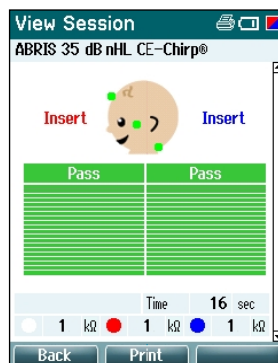 View Session
ABRIS 35 dB nHL CE-Chirp®
Insert Insert
Pass Pass
Time 16 sec
1 kΩ 1 kΩ 1 kΩ
Back Print